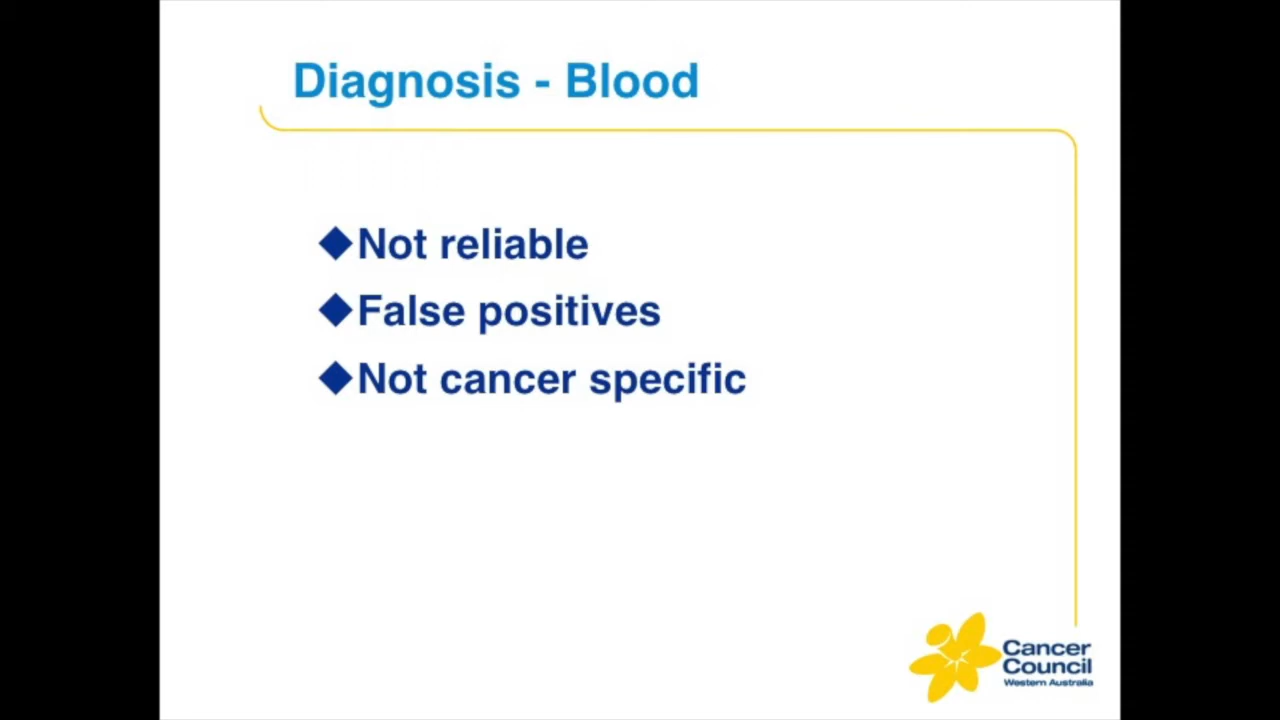 Diagnosis - Blood
◆Not reliable
◆False positives
◆Not cancer specific
Cancer
Council
Western Australia